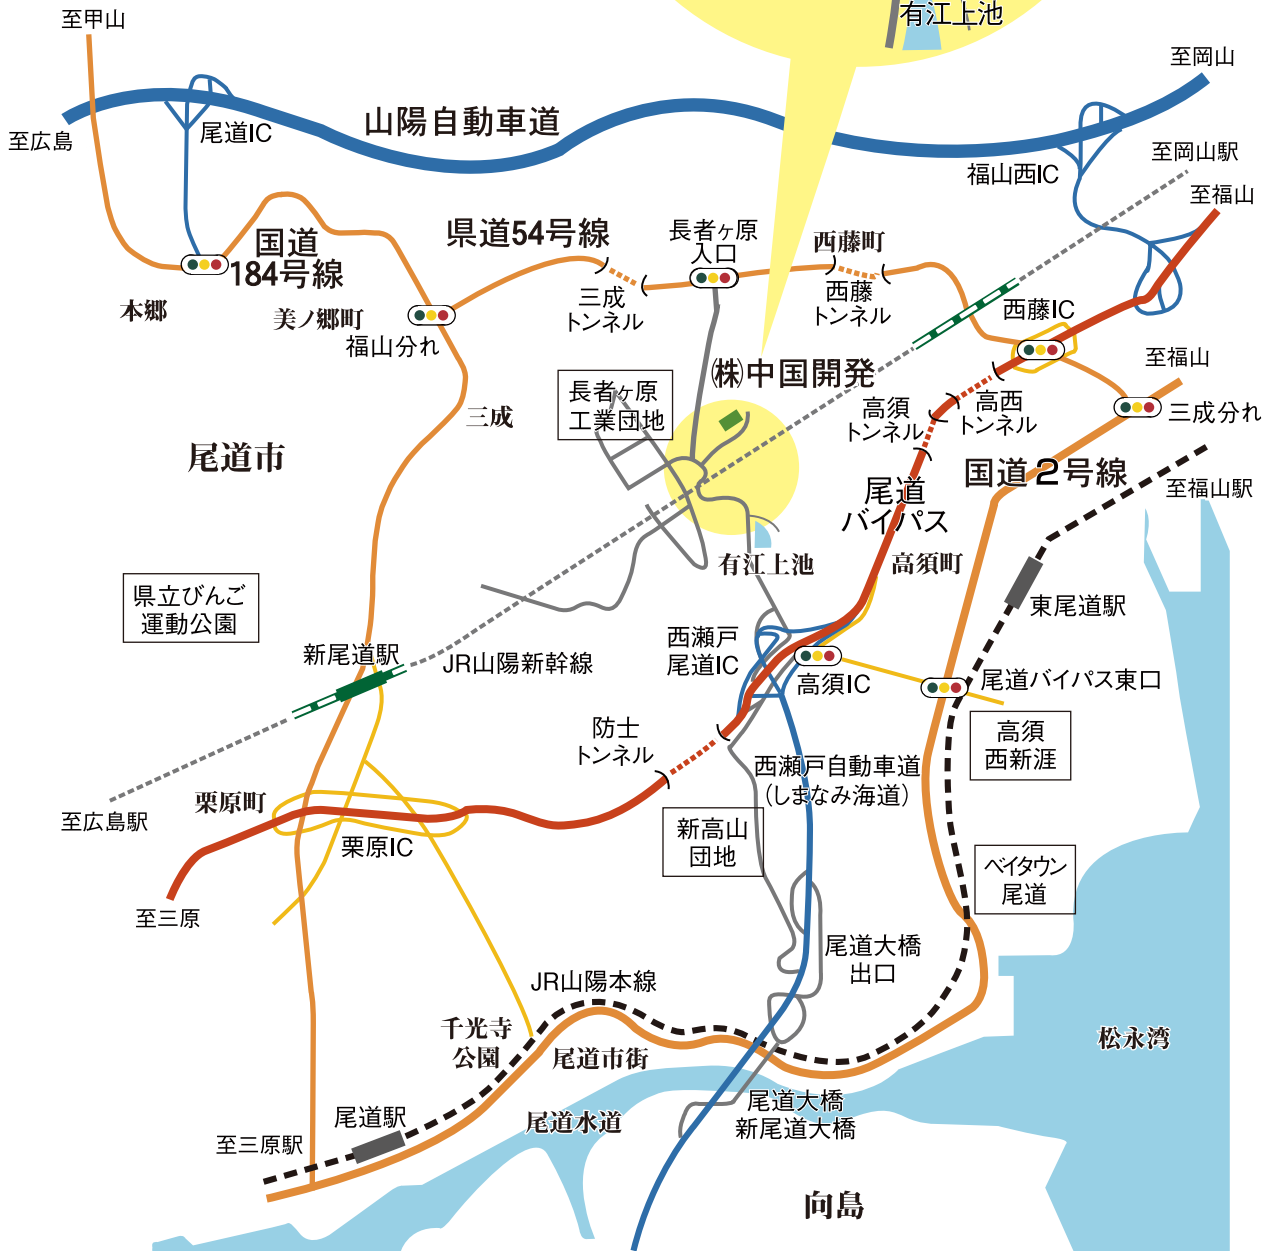 至甲山
有江上池
至岡山
山陽自動車道
尾道IC
至広島
至岡山駅
福山西IC
至福山
国道
184号線
県道54号線
長者ヶ原
入口
西藤町
三成
トンネル
西藤
トンネル
西藤IC
本郷
美ノ郷町
福山分れ
至福山
㈱中国開発
長者ヶ原
工業団地
高須
トンネル
高西
トンネル
三成分れ
三成
尾道市
国道2号線
尾道
バイパス
至福山駅
有江上池
高須町
県立びんご
運動公園
東尾道駅
新尾道駅
JR山陽新幹線
西瀬戸
尾道IC
高須IC
尾道バイパス東口
防士
トンネル
高須
西新涯
西瀬戸自動車道
(しまなみ海道)
栗原町
至広島駅
栗原IC
新高山
団地
ベイタウン
尾道
至三原
尾道大橋
出口
JR山陽本線
千光寺
公園
尾道市街
松永湾
尾道駅
尾道水道
尾道大橋
新尾道大橋
至三原駅
向島